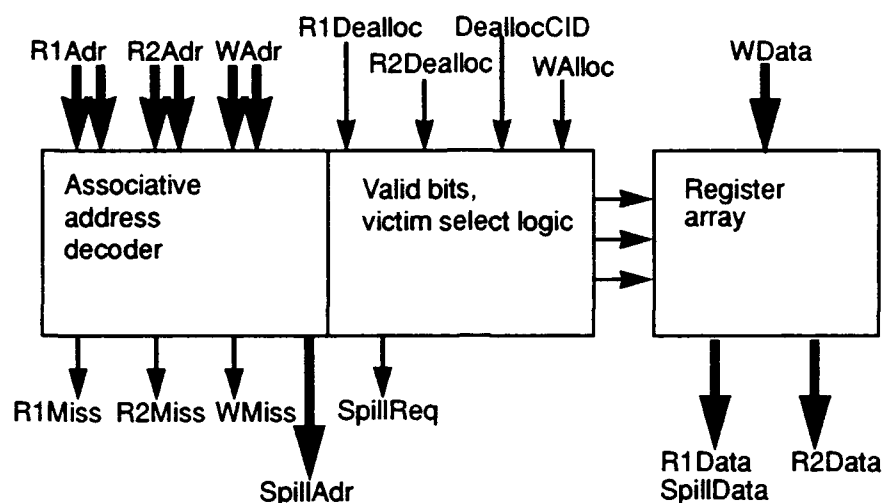 R1Adr R2Adr WAdr
R1Dealloc DeallocCID
R2Dealloc WAlloc
WData
Associative
address
decoder
Valid bits,
victim select logic
Register
array
R1Miss R2Miss WMiss SpillReq
SpillAdr
R1Data R2Data
SpillData